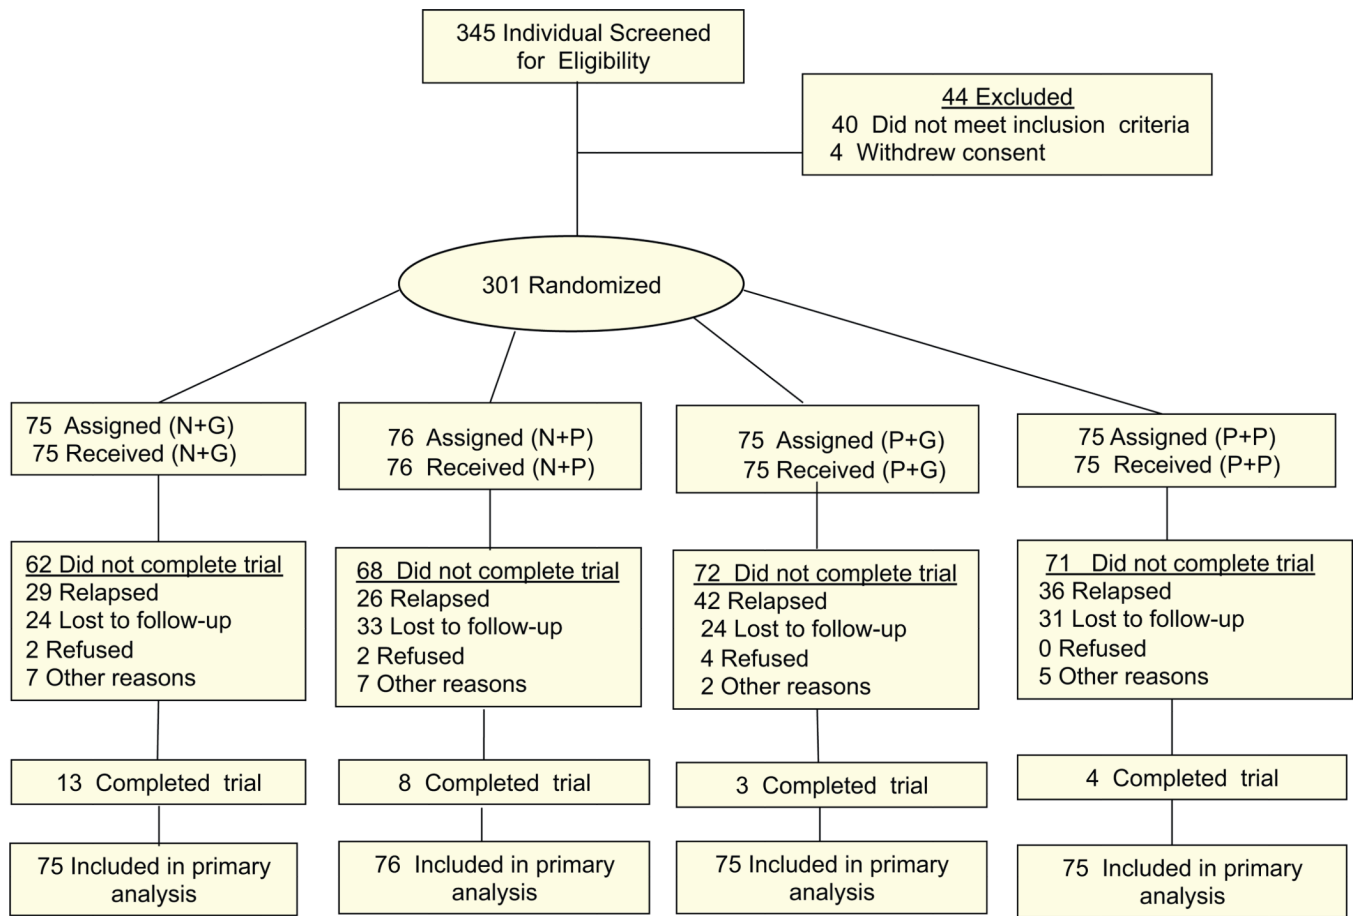 345 Individual Screened
for Eligibility
44 Excluded
40 Did not meet inclusion criteria
4 Withdrew consent
301 Randomized
75 Assigned (N+G)
75 Received (N+G)
76 Assigned (N+P)
76 Received (N+P)
75 Assigned (P+G)
75 Received (P+G)
75 Assigned (P+P)
75 Received (P+P)
62 Did not complete trial
29 Relapsed
24 Lost to follow-up
2 Refused
7 Other reasons
68 Did not complete trial
26 Relapsed
33 Lost to follow-up
2 Refused
7 Other reasons
72 Did not complete trial
42 Relapsed
24 Lost to follow-up
4 Refused
2 Other reasons
71 Did not complete trial
36 Relapsed
31 Lost to follow-up
0 Refused
5 Other reasons
13 Completed trial
8 Completed trial
3 Completed trial
4 Completed trial
75 Included in primary
analysis
76 Included in primary
analysis
75 Included in primary
analysis
75 Included in primary
analysis